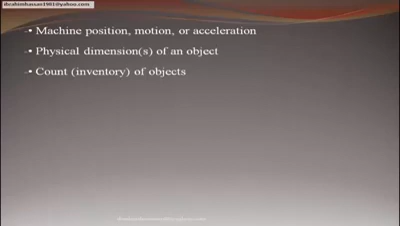 ibrahimhassan1981@yahoo.com
-• Machine position, motion, or acceleration
-• Physical dimension(s) of an object
-• Count (inventory) of objects